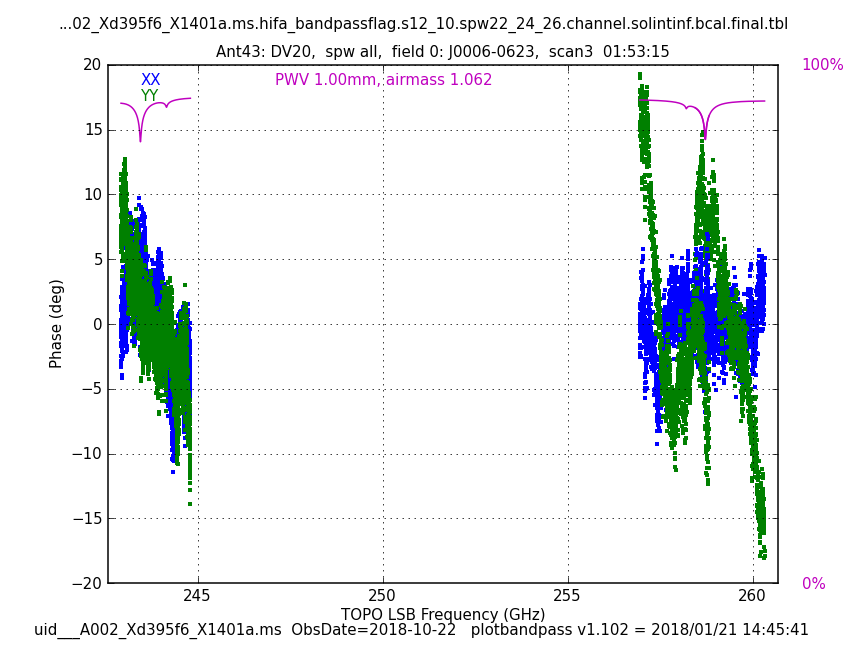 ...02_Xd395f6_X1401a.ms.hifa_bandpassflag.s12_10.spw22_24_26.channel.solintinf.bcal.final.tbl
Ant43: DV20,  spw all,  field 0: J0006-0623,  scan3  01:53:15
20
XX
PWV 1.00mm, airmass 1.062
100%
YY
15
10
5
0
−5
−10
−15
−20
Phase (deg)
0%
245
250
255
260
TOPO LSB Frequency (GHz)
uid___A002_Xd395f6_X1401a.ms  ObsDate=2018-10-22   plotbandpass v1.102 = 2018/01/21 14:45:41